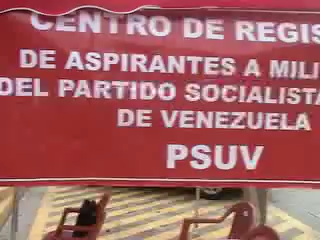 CENTRO DE REGIS
DE ASPIRANTES A MILI
DEL PARTIDO SOCIALISTA
DE VENEZUELA
PSUV